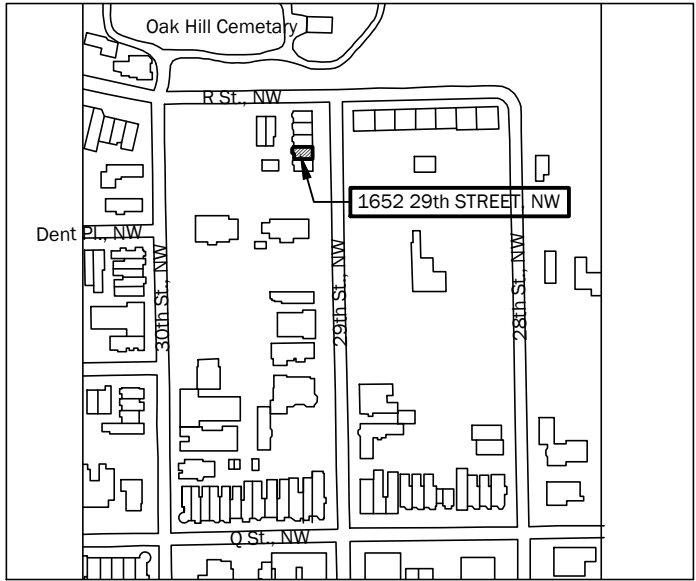 Oak Hill Cemetary
R St., NW
1652 29th STREET, NW
Dent Pl., NW
30th St., NW
29th St., NW
28th St., NW
Q St., NW